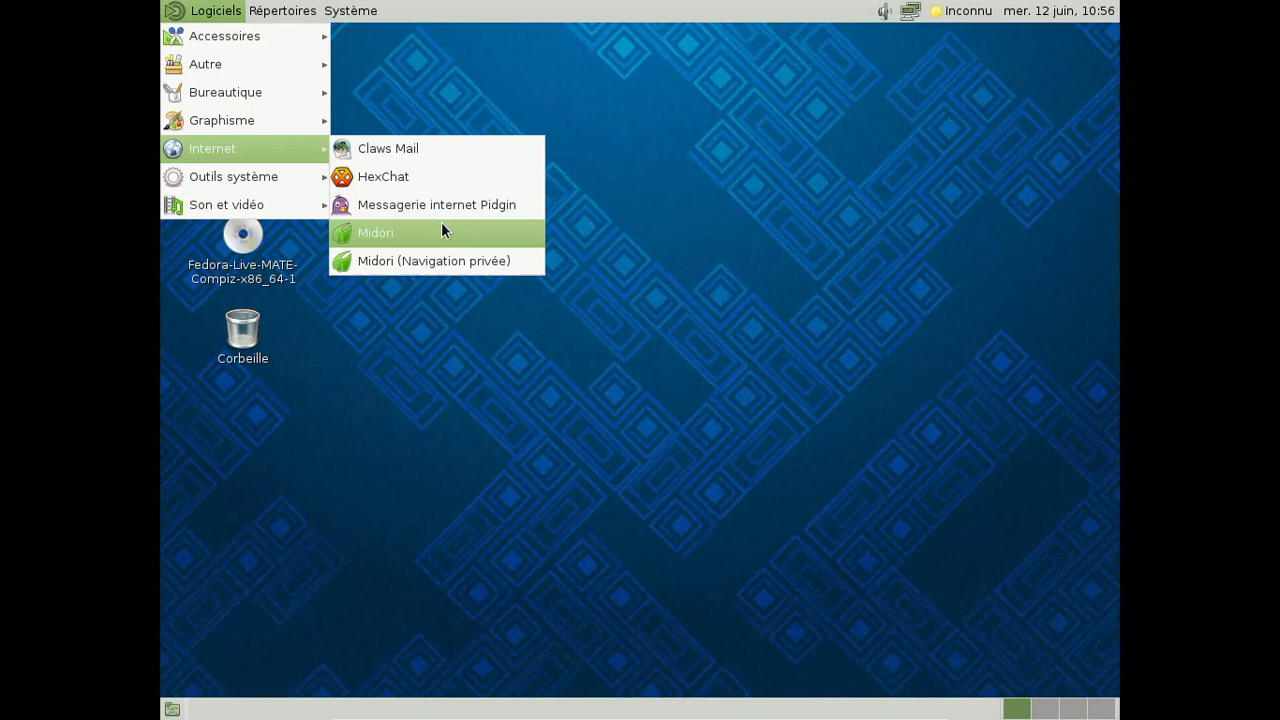 Logiciels Répertoires Système Inconnu mer. 12 juin, 10:56
Accessoires
Autre
Bureautique
Graphisme
Internet
Outils système
Son et vidéo
Claws Mail
HexChat
Messagerie internet Pidgin
Midori
Midori (Navigation privée)
Fedora-Live-MATE-
Compiz-x86_64-1
Corbeille